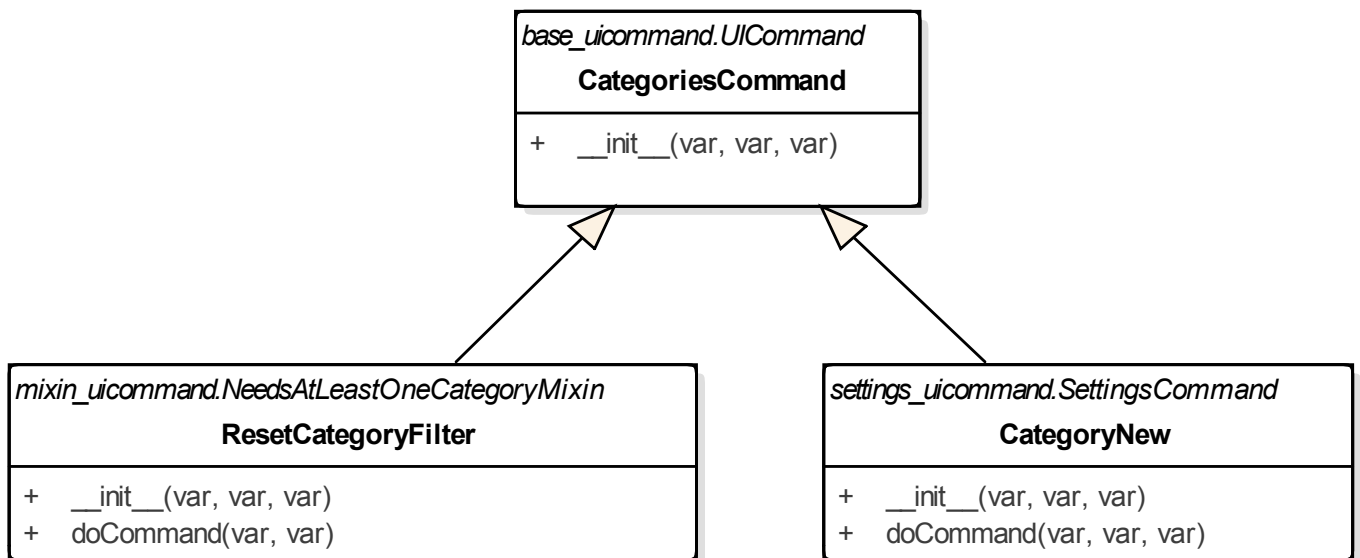 base_uicommand.UICommand
CategoriesCommand
+ __init__(var, var, var)
mixin_uicommand.NeedsAtLeastOneCategoryMixin
ResetCategoryFilter
+ __init__(var, var, var)
+ doCommand(var, var)
settings_uicommand.SettingsCommand
CategoryNew
+ __init__(var, var, var)
+ doCommand(var, var, var)